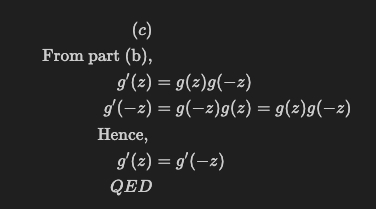 (c)
From part (b),
g′(z) = g(z)g(−z)
g′(−z) = g(−z)g(z) = g(z)g(−z)
Hence,
g′(z) = g′(−z)
QED